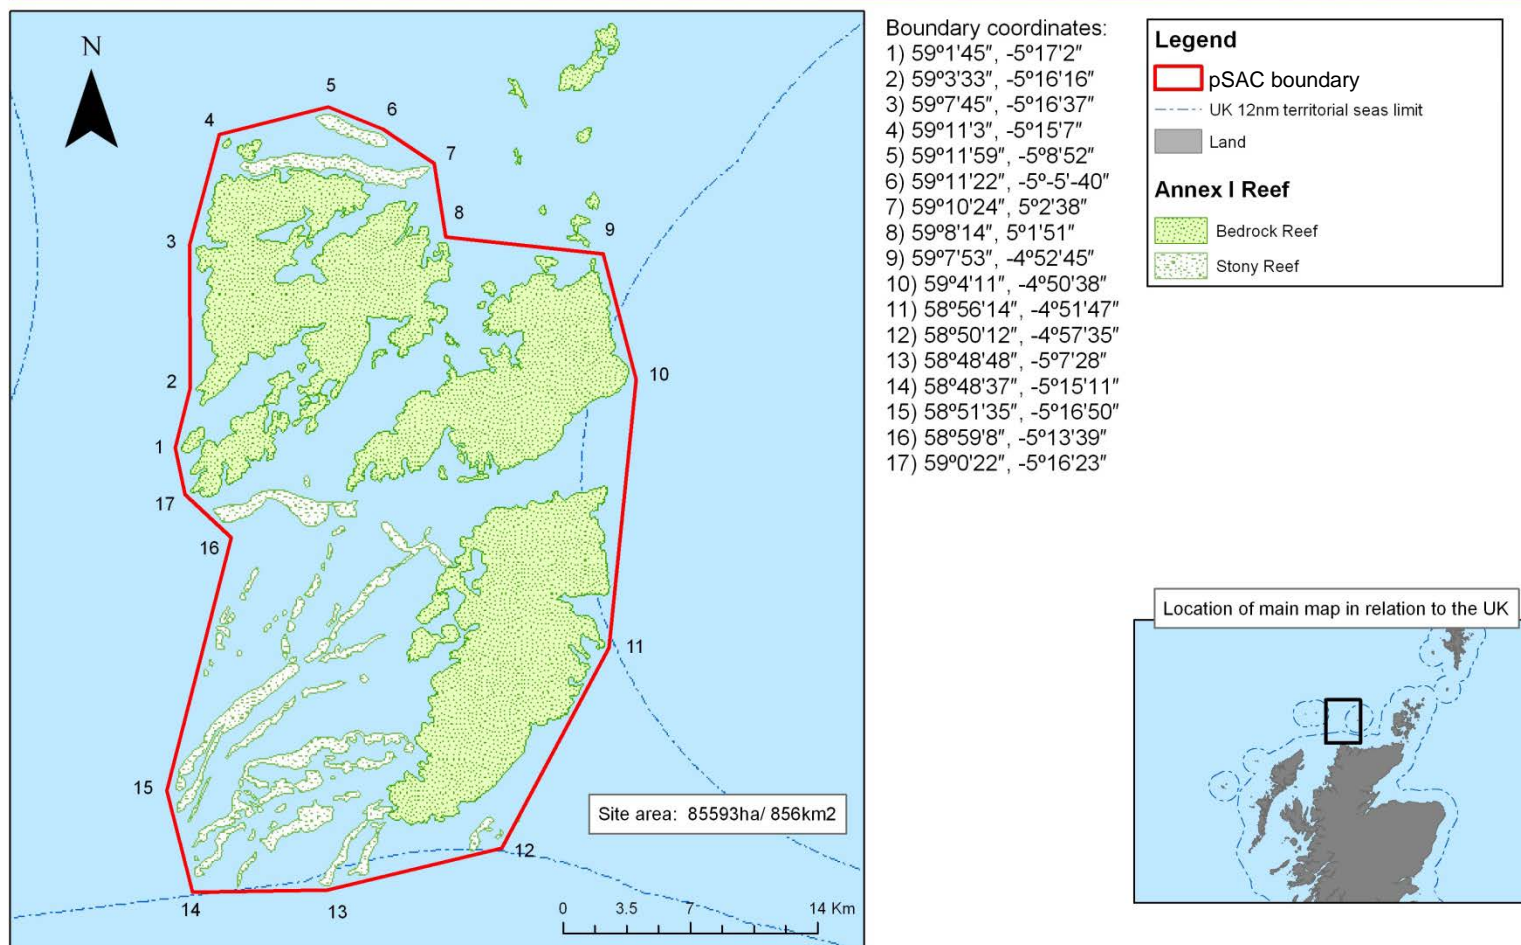 N
5
4
6
7
8
9
3
2
10
1
17
16
11
15
12
14
13
Site area: 85593ha/ 856km2
0 3.5 7 14 Km
Boundary coordinates:
1) 59º1'45", -5º17'2"
2) 59º3'33", -5º16'16"
3) 59º7'45", -5º16'37"
4) 59º11'3", -5º15'7"
5) 59º11'59", -5º8'52"
6) 59º11'22", -5º-5'-40"
7) 59º10'24", 5º2'38"
8) 59º8'14", 5º1'51"
9) 59º7'53", -4º52'45"
10) 59º4'11", -4º50'38"
11) 58º56'14", -4º51'47"
12) 58º50'12", -4º57'35"
13) 58º48'48", -5º7'28"
14) 58º48'37", -5º15'11"
15) 58º51'35", -5º16'50"
16) 58º59'8", -5º13'39"
17) 59º0'22", -5º16'23"
Legend
pSAC boundary
UK 12nm territorial seas limit
Land
Annex I Reef
Bedrock Reef
Stony Reef
Location of main map in relation to the UK